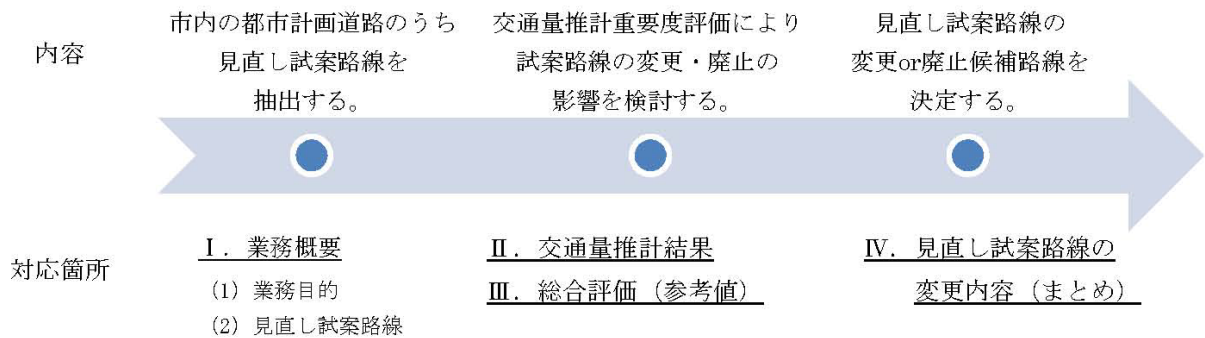 内容
市内の都市計画道路のうち
見直し試案路線を
抽出する。
交通量推計重要度評価により
試案路線の変更・廃止の
影響を検討する。
見直し試案路線の
変更or廃止候補路線を
決定する。
対応箇所
Ⅰ．業務概要
(1) 業務目的
(2) 見直し試案路線
Ⅱ．交通量推計結果
Ⅲ．総合評価（参考値）
Ⅳ．見直し試案路線の
変更内容（まとめ）